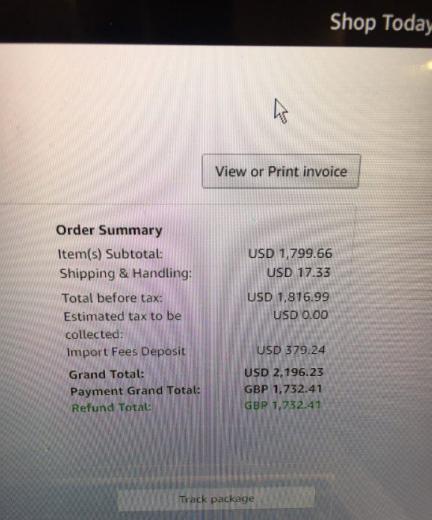 Shop Today
View or Print invoice
Order Summary
Item(s) Subtotal: USD 1,799.66
Shipping & Handling: USD 17.33
Total before tax: USD 1,816.99
Estimated tax to be USD 0.00
collected:
Import Fees Deposit USD 379.24
Grand Total: USD 2,196.23
Payment Grand Total: GBP 1,732.41
Refund Total: GBP 1,732.41
Track package